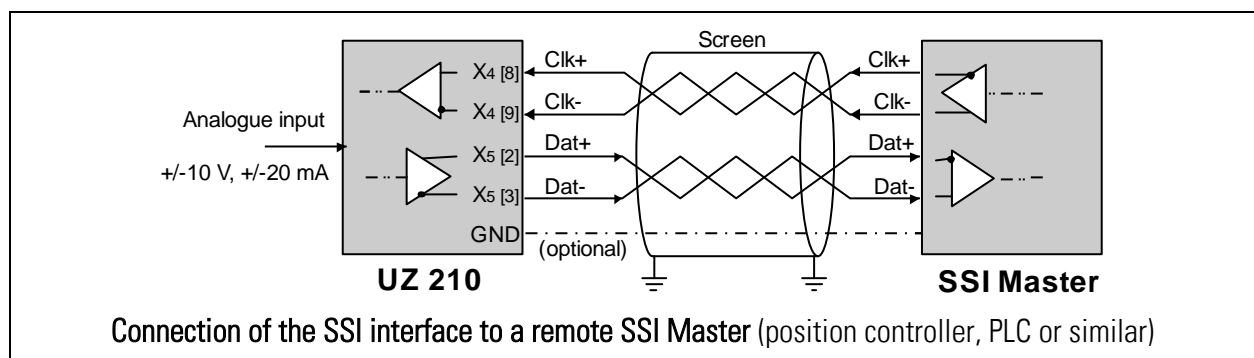 Screen
Clk+ Clk+
X4 [8]
Clk- Clk-
X4 [9]
Analogue input
Dat+ Dat+
X5 [2]
+/-10 V, +/-20 mA
Dat- Dat-
X5 [3]
GND
(optional)
UZ 210 SSI Master
Connection of the SSI interface to a remote SSI Master (position controller, PLC or similar)